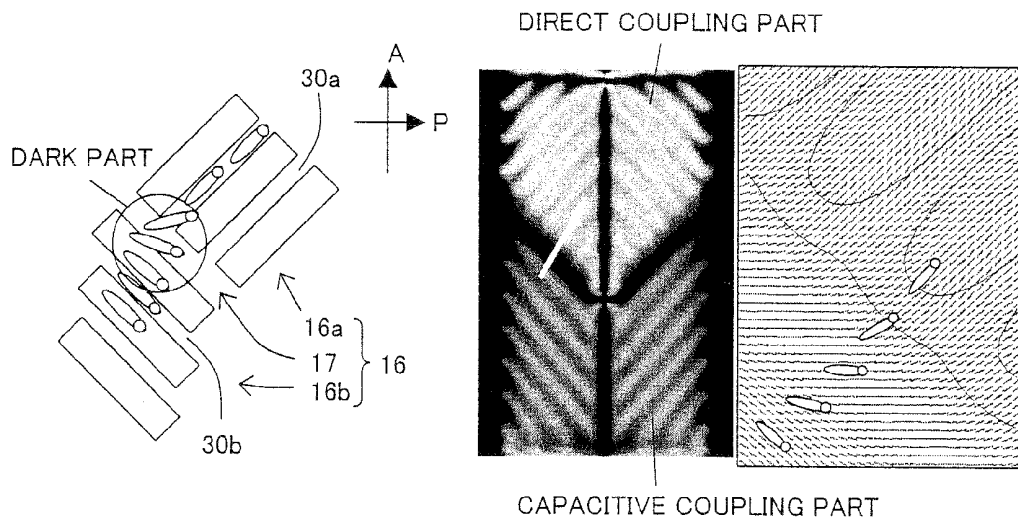 DIRECT COUPLING PART
A
30a
P
DARK PART
16a
17
16
16b
30b
CAPACITIVE COUPLING PART